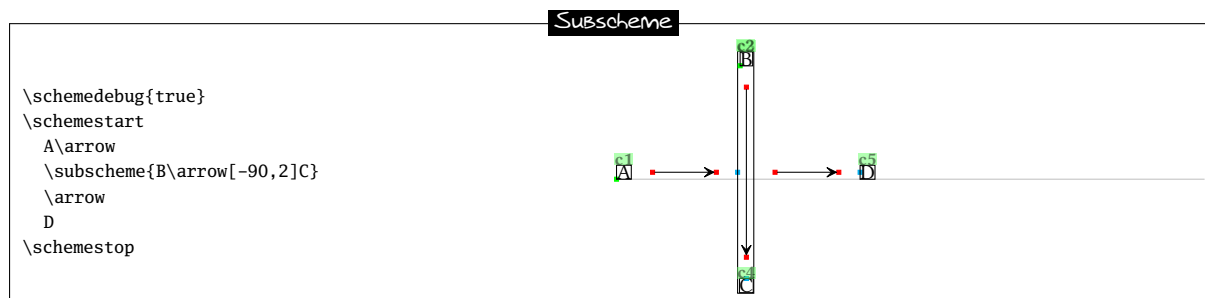 Subscheme
\schemedebug{true}
\schemestart
A\arrow
\subscheme{B\arrow[-90,2]C}
\arrow
D
\schemestop
c2
B
c1
A
c5
D
c4
C